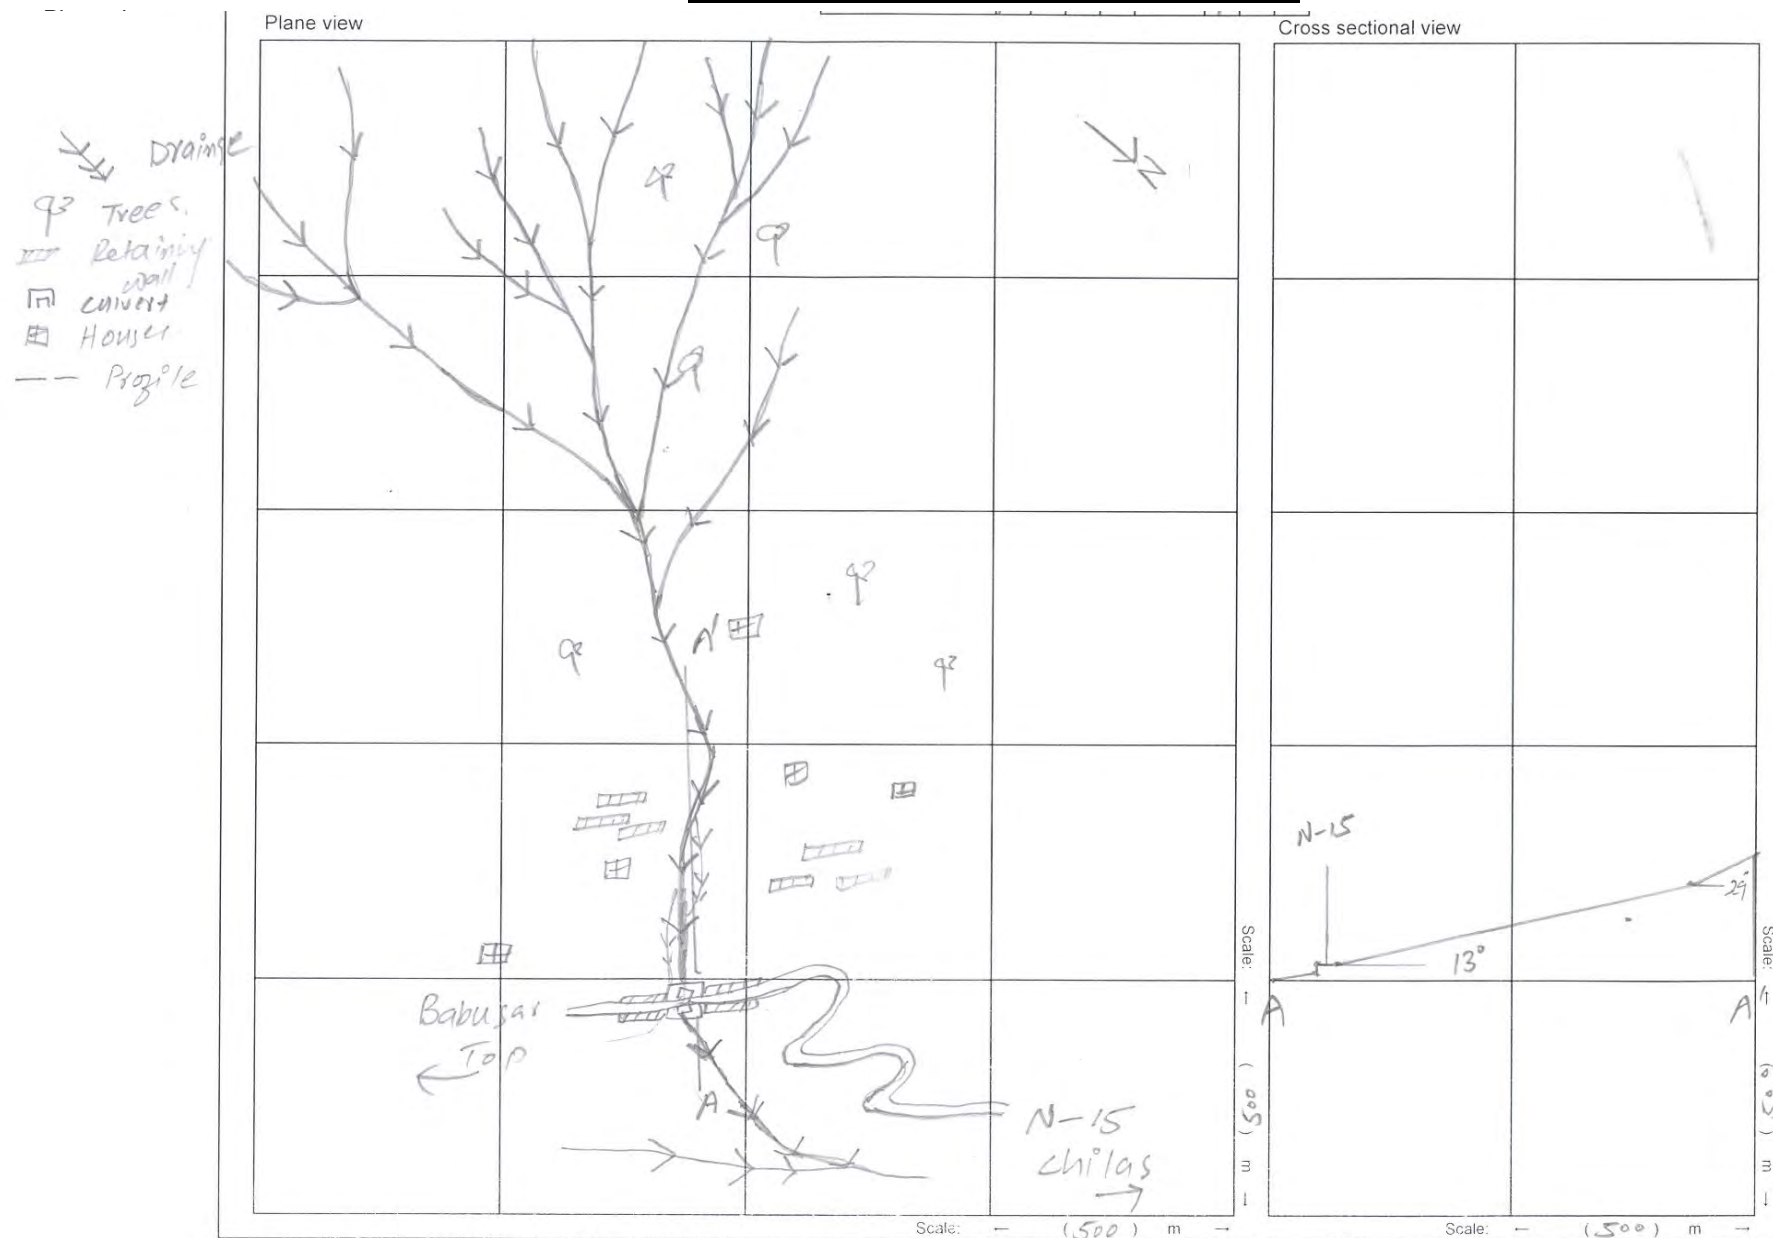 Plane view
Cross sectional view
Drainge
Trees.
Retaining
wall
culvert
Houses
Profile
N
A'
N-15
29°
13°
A
A'
Babusar
Top
A
N-15
Chilas
Scale: ← (500) m →
Scale: ← (500) m →
Scale: ← (500) m →
Scale: ← (500) m →